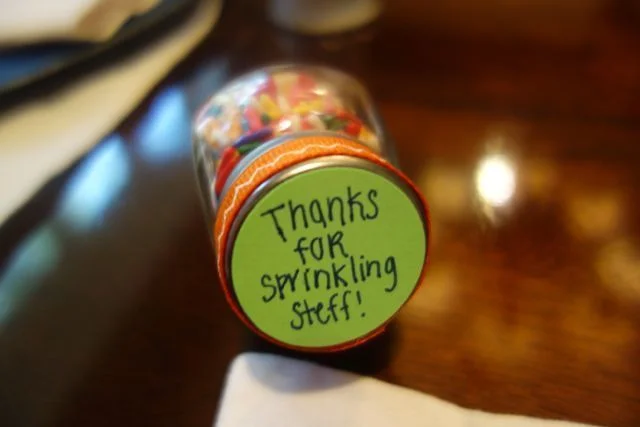 Thanks
for
sprinkling
steff!